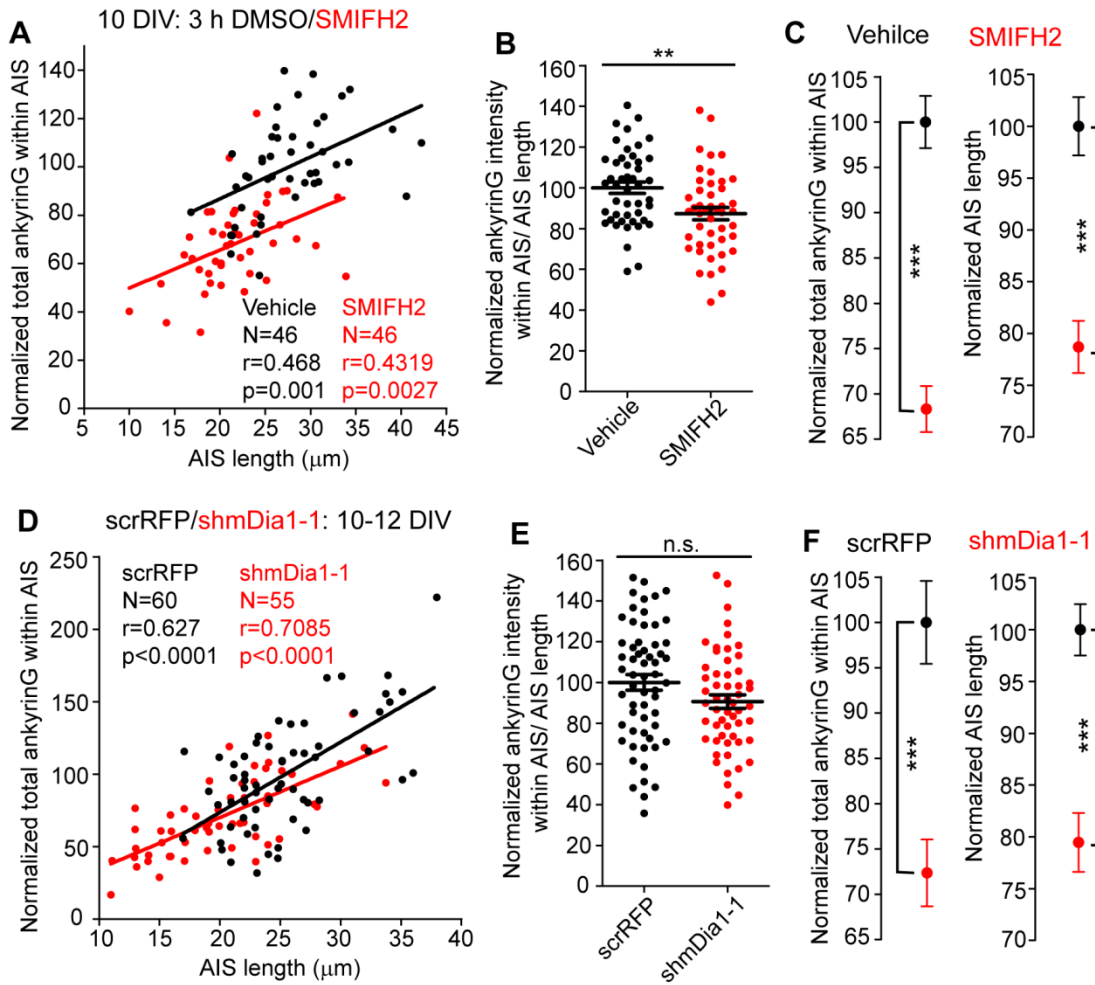 10 DIV: 3 h DMSO/SMIFH2
A
Normalized total ankyrinG within AIS
140
120
100
80
60
40
20
0
Vehicle SMIFH2
N=46 N=46
r=0.468 r=0.4319
p=0.001 p=0.0027
5 10 15 20 25 30 35 40 45
AIS length (μm)
B
Normalized ankyrinG intensity
within AIS/ AIS length
**
160
140
120
100
80
60
40
20
0
Vehicle
SMIFH2
C
Vehilce SMIFH2
Normalized total ankyrinG within AIS
105
100
95
90
85
80
75
70
65
***
Normalized AIS length
105
100
95
90
85
80
75
70
***
D
scrRFP/shmDia1-1: 10-12 DIV
Normalized total ankyrinG within AIS
250
200
150
100
50
0
scrRFP shmDia1-1
N=60 N=55
r=0.627 r=0.7085
p<0.0001 p<0.0001
10 15 20 25 30 35 40
AIS length (μm)
E
Normalized ankyrinG intensity
within AIS/ AIS length
n.s.
160
140
120
100
80
60
40
20
0
scrRFP
shmDia1-1
F
scrRFP shmDia1-1
Normalized total ankyrinG within AIS
105
100
95
90
85
80
75
70
65
***
Normalized AIS length
105
100
95
90
85
80
75
70
***